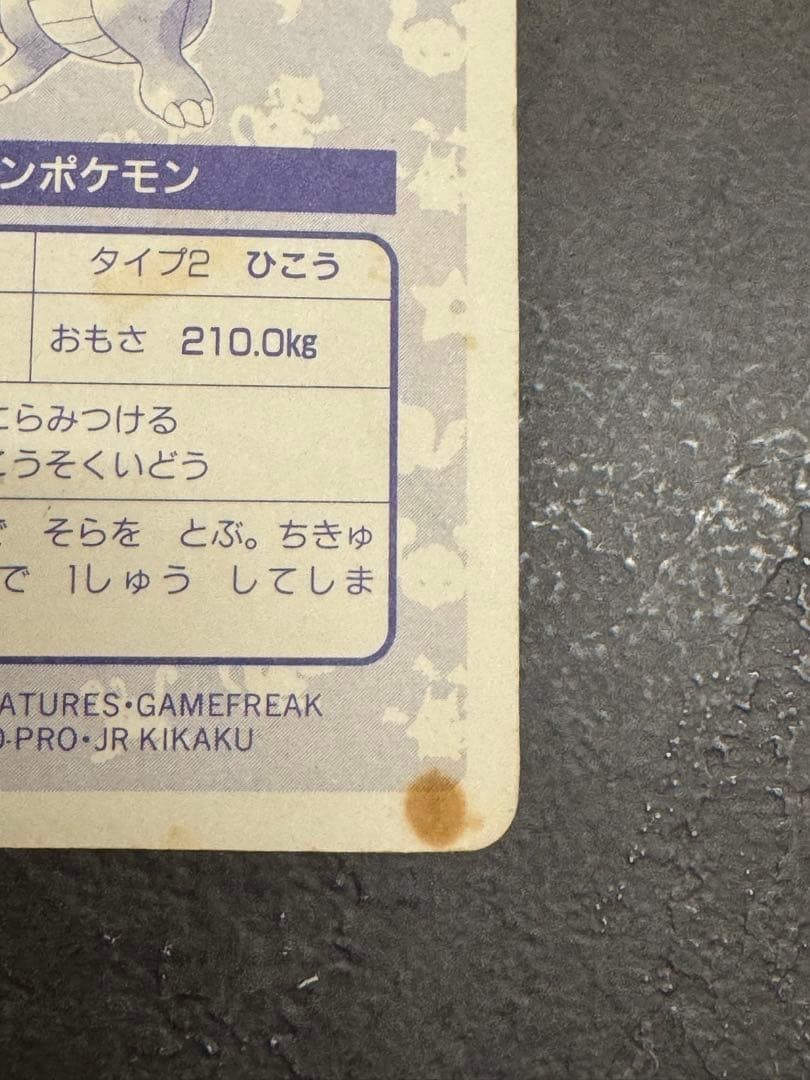 ンポケモン
タイプ2 ひこう
おもさ 210.0kg
にらみつける
こうそくいどう
で そらを とぶ。ちきゅ
で 1しゅう してしま
ATURES・GAMEFREAK
O-PRO・JR KIKAKU